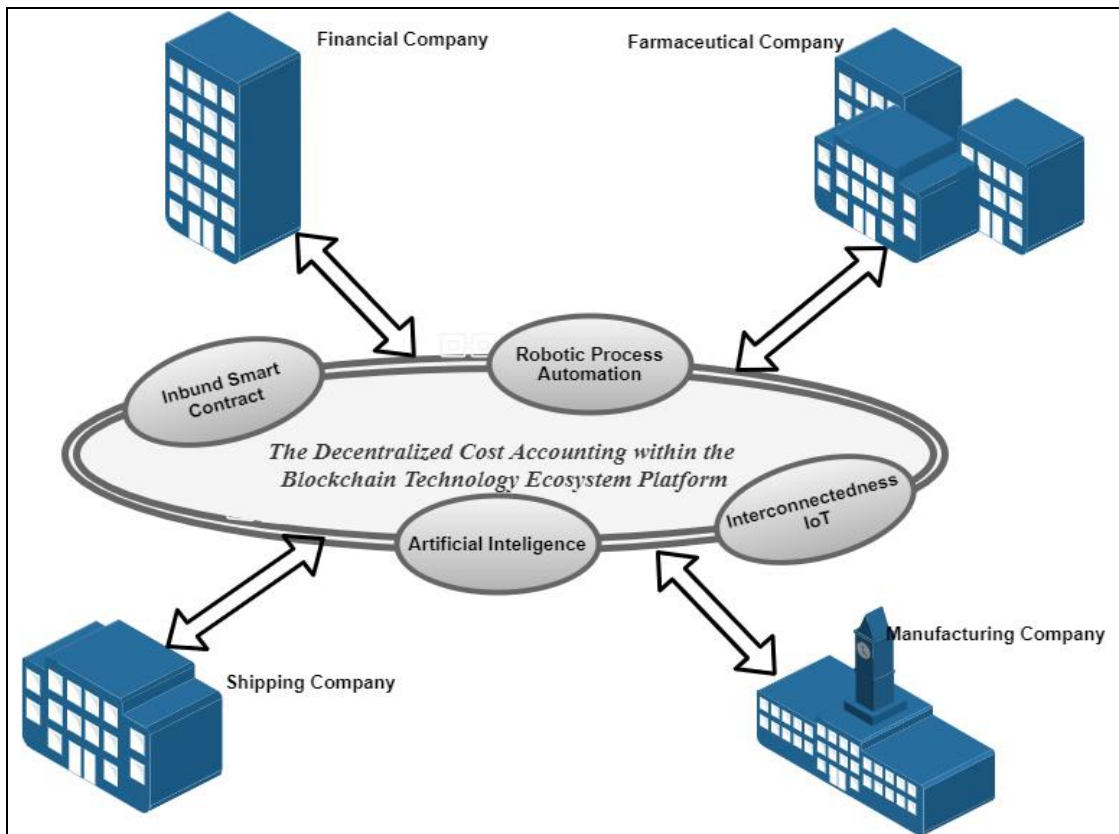 Financial Company
Farmaceutical Company
Robotic Process
Automation
Inbund Smart
Contract
The Decentralized Cost Accounting within the
Blockchain Technology Ecosystem Platform
Interconnectedness
IoT
Artificial Inteligence
Manufacturing Company
Shipping Company